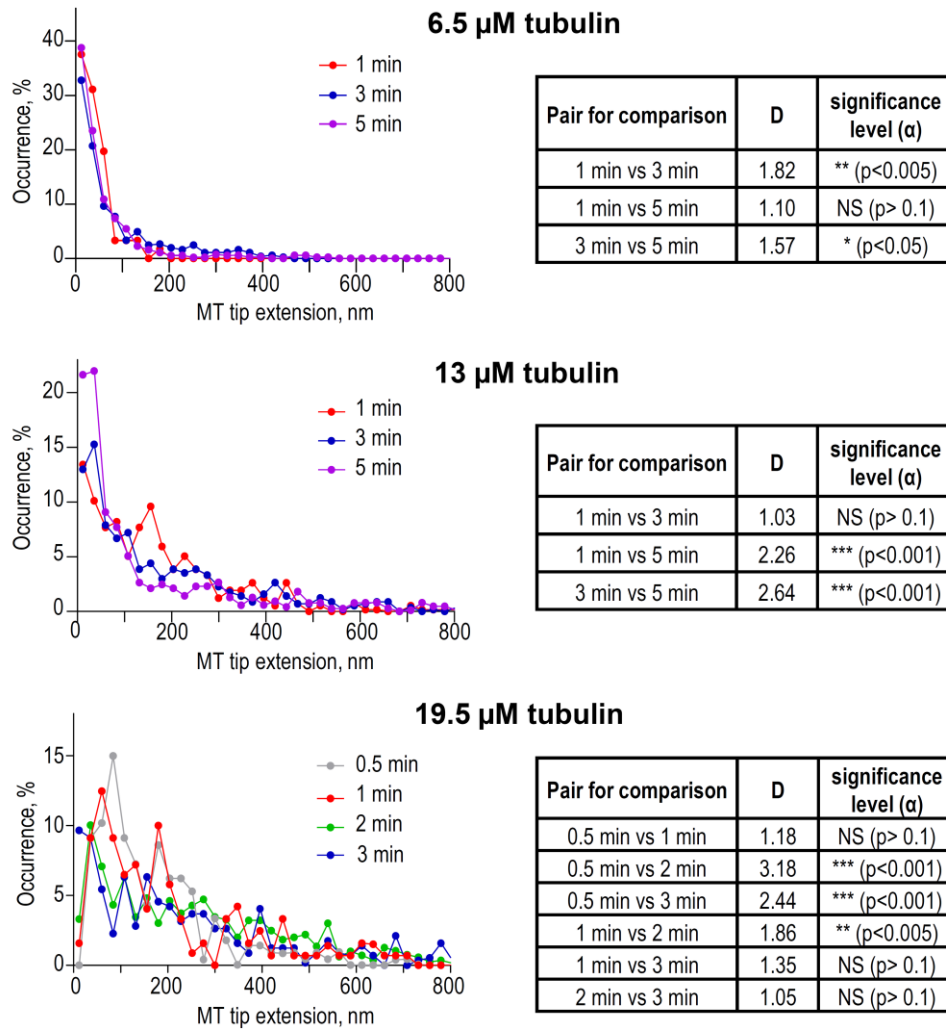 6.5 µM tubulin
Occurrence, %
40
30
20
10
0
1 min
3 min
5 min
0 200 400 600 800
MT tip extension, nm
Pair for comparison D significance level (α)
1 min vs 3 min 1.82 ** (p<0.005)
1 min vs 5 min 1.10 NS (p> 0.1)
3 min vs 5 min 1.57 * (p<0.05)
13 µM tubulin
Occurrence, %
20
15
10
5
0
1 min
3 min
5 min
0 200 400 600 800
MT tip extension, nm
Pair for comparison D significance level (α)
1 min vs 3 min 1.03 NS (p> 0.1)
1 min vs 5 min 2.26 *** (p<0.001)
3 min vs 5 min 2.64 *** (p<0.001)
19.5 µM tubulin
Occurrence, %
15
10
5
0
0.5 min
1 min
2 min
3 min
0 200 400 600 800
MT tip extension, nm
Pair for comparison D significance level (α)
0.5 min vs 1 min 1.18 NS (p> 0.1)
0.5 min vs 2 min 3.18 *** (p<0.001)
0.5 min vs 3 min 2.44 *** (p<0.001)
1 min vs 2 min 1.86 ** (p<0.005)
1 min vs 3 min 1.35 NS (p> 0.1)
2 min vs 3 min 1.05 NS (p> 0.1)